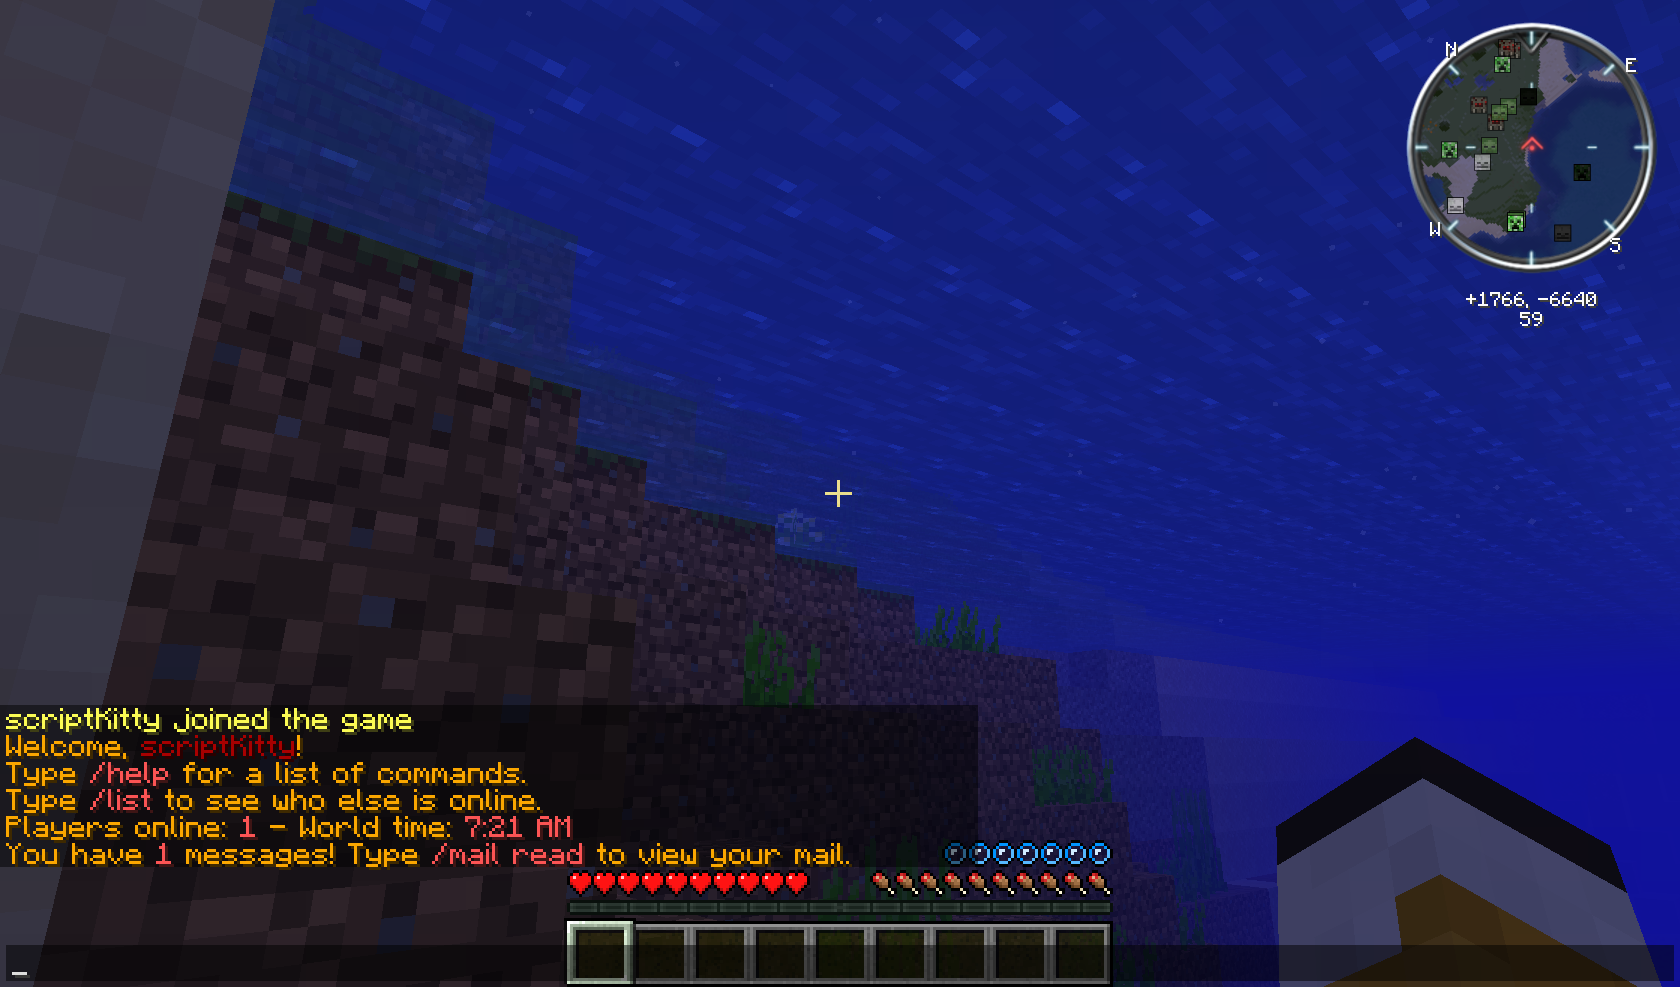 N
E
W
S
+1766, -6640
59
scriptKitty joined the game
Welcome, scriptKitty!
Type /help for a list of commands.
Type /list to see who else is online.
Players online: 1 - World time: 7:21 AM
You have 1 messages! Type /mail read to view your mail.
_